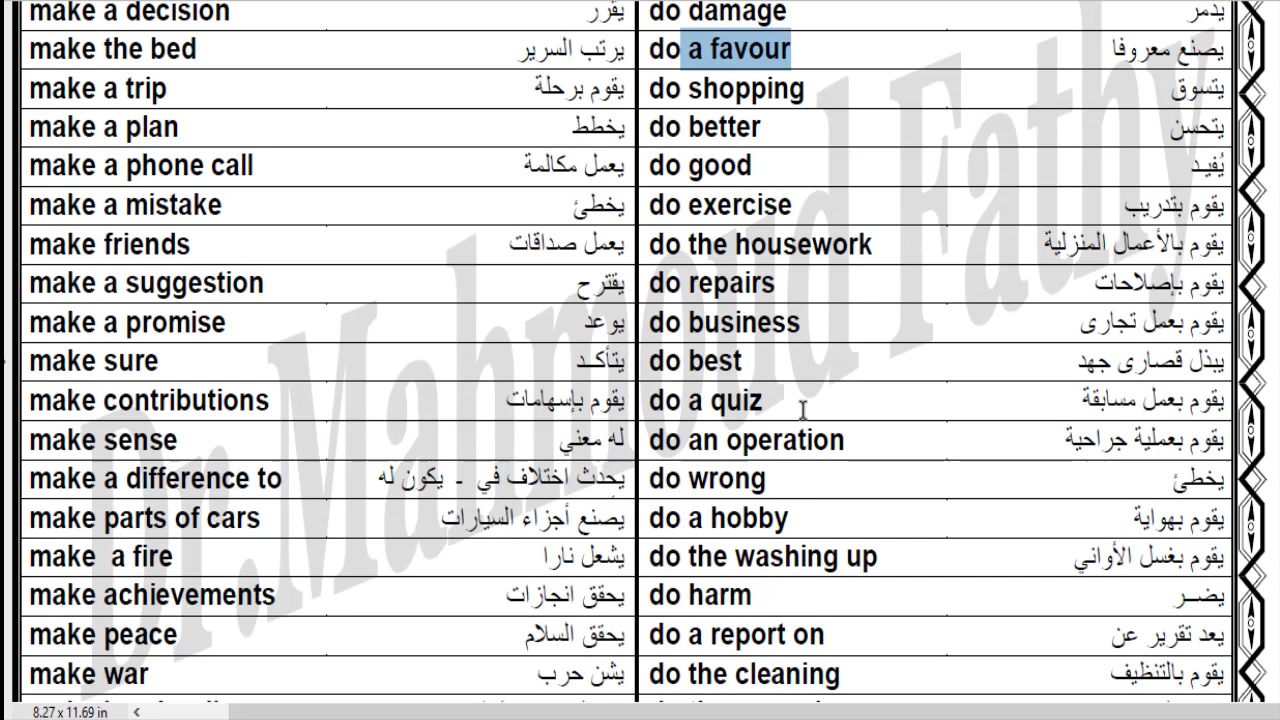 make a decision يقرر do damage يدمر
make the bed يرتب السرير do a favour يصنع معروفا
make a trip يقوم برحلة do shopping يتسوق
make a plan يخطط do better يتحسن
make a phone call يعمل مكالمة do good يُفيـد
make a mistake يخطئ do exercise يقوم بتدريب
make friends يعمل صداقات do the housework يقوم بالأعمال المنزلية
make a suggestion يقترح do repairs يقوم بإصلاحات
make a promise يوعد do business يقوم بعمل تجارى
make sure يتأكـد do best يبذل قصارى جهد
make contributions يقوم بإسهامات do a quiz يقوم بعمل مسابقة
make sense له معني do an operation يقوم بعملية جراحية
make a difference to يحدث اختلاف في - يكون له do wrong يخطئ
make parts of cars يصنع أجزاء السيارات do a hobby يقوم بهواية
make a fire يشعل نارا do the washing up يقوم بغسل الأواني
make achievements يحقق انجازات do harm يضــر
make peace يحقق السلام do a report on يعد تقرير عن
make war يشن حرب do the cleaning يقوم بالتنظيف
Dr.Mahmoud Fathy
8.27 x 11.69 in